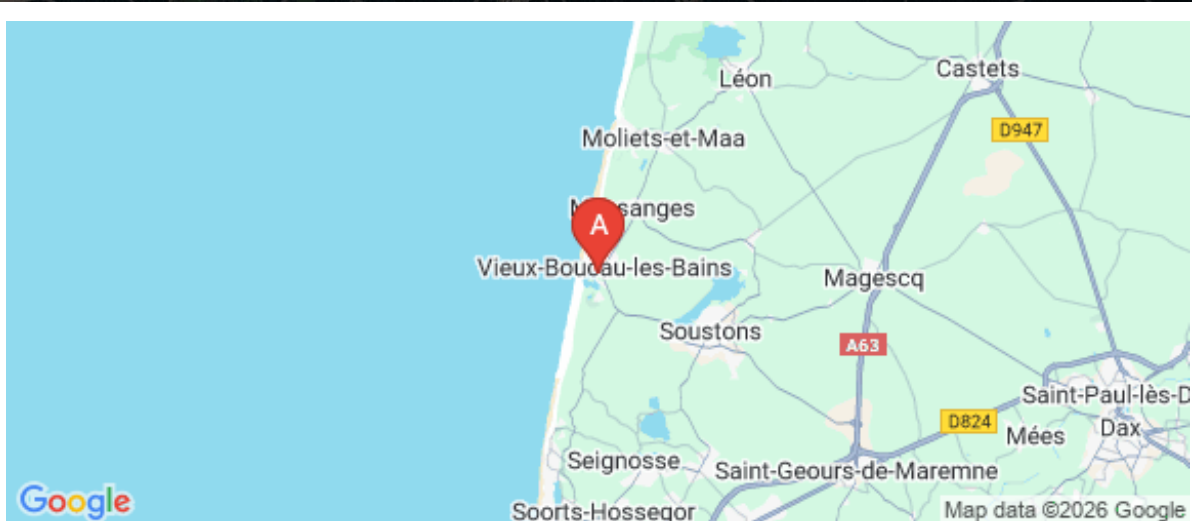 Léon
Castets
D947
Moliets-et-Maa
A
Vieux-Boucau-les-Bains
Magescq
Soustons
A63
Saint-Paul-lès-D
D824
Mées
Dax
Seignosse
Saint-Geours-de-Maremne
Soorts-Hossegor
Google
Map data ©2026 Google